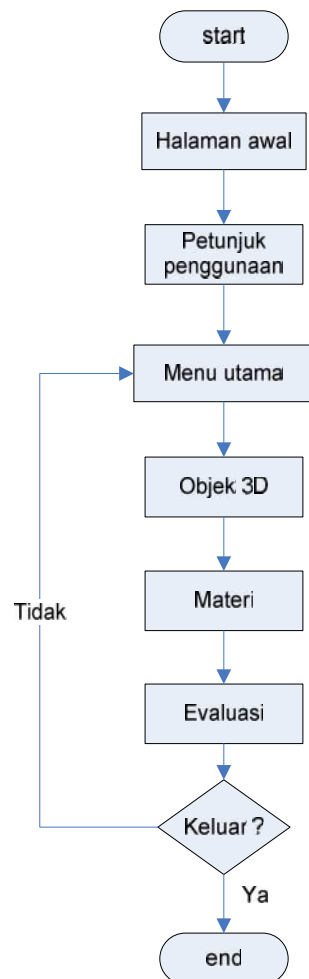 start
Halaman awal
Petunjuk
penggunaan
Menu utama
Objek 3D
Materi
Tidak
Evaluasi
Keluar ?
Ya
end